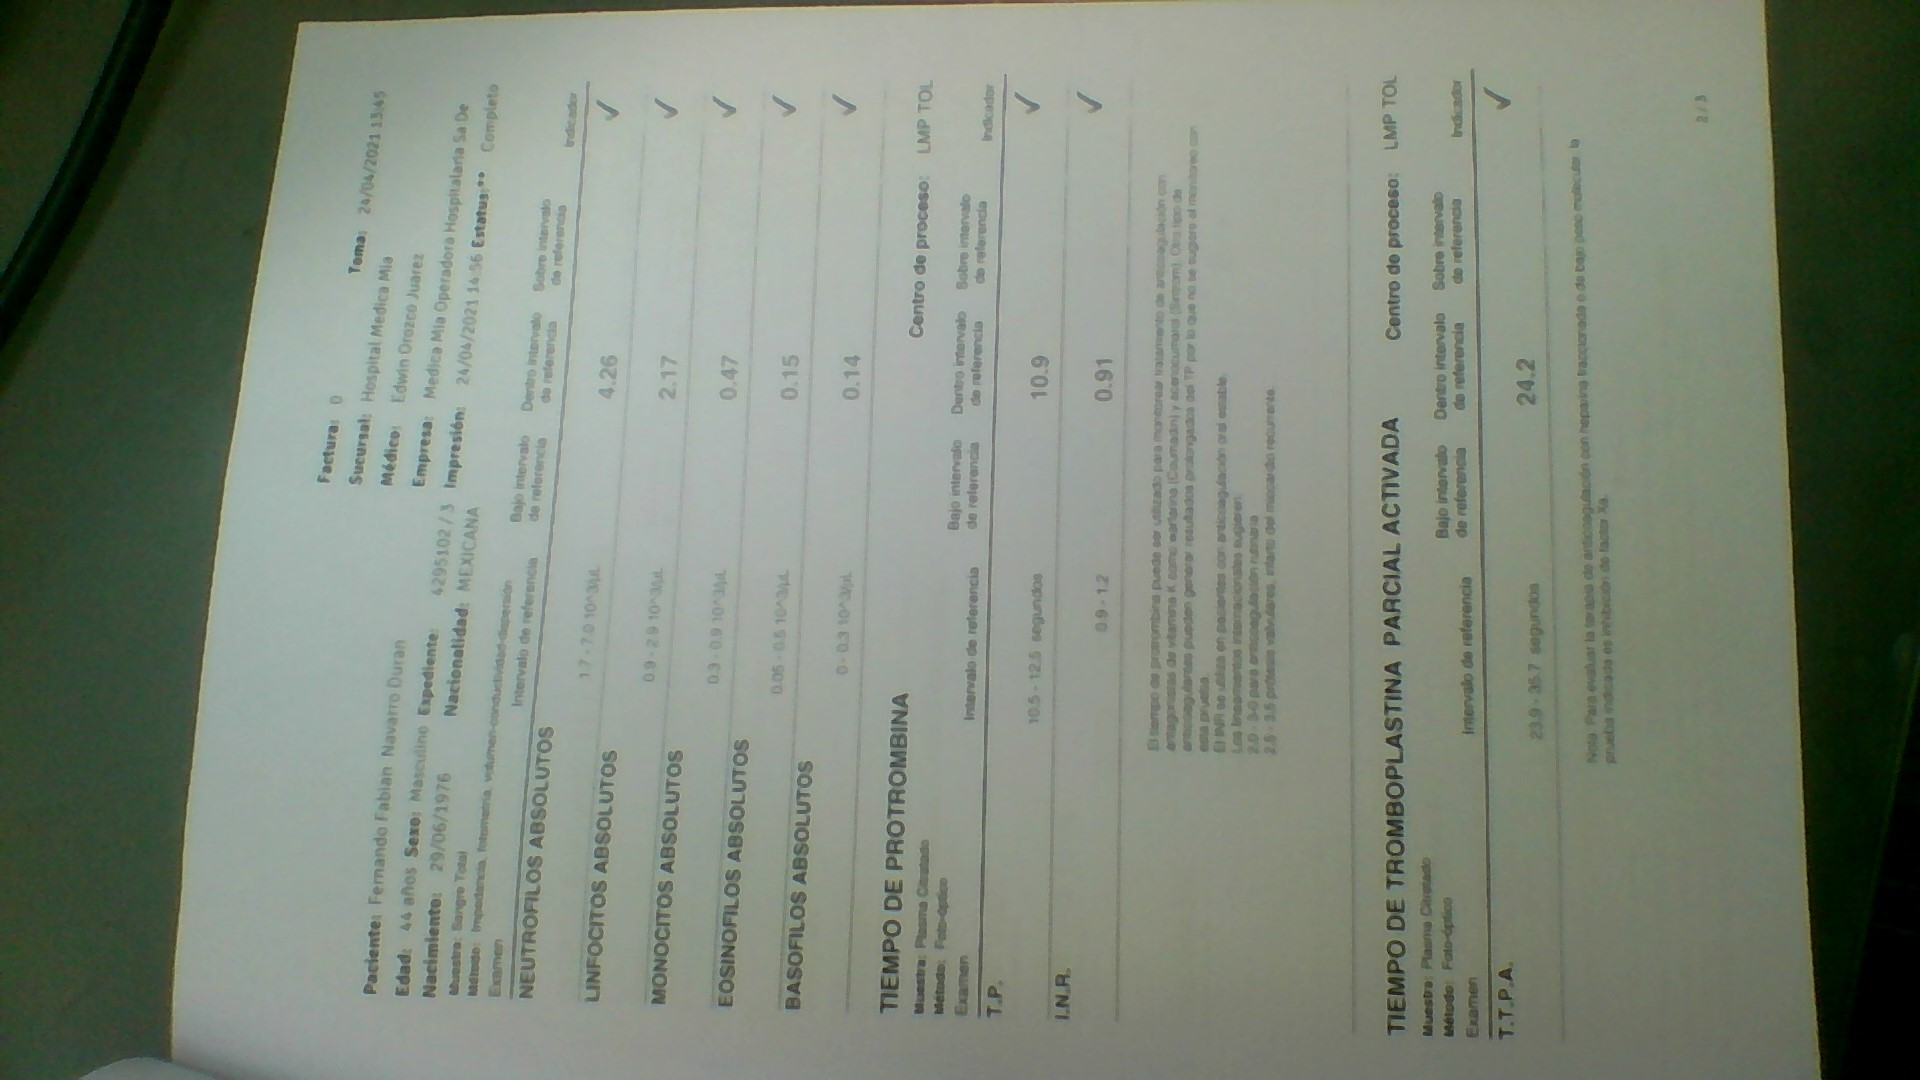 Factura: 0
Toma: 24/04/2021 13:45
Sucursal: Hospital Medica Mia
Paciente: Fernando Fabian Navarro Duran
Médico: Edwin Orozco Juarez
Edad: 44 años Sexo: Masculino Expediente: 4295102 / 3
Empresa: Medica Mia Operadora Hospitalaria Sa De
Nacimiento: 29/06/1976 Nacionalidad: MEXICANA
Impresión: 24/04/2021 14:56 Estatus:** Completo
Muestra: Sangre Total
Método: Impedancia, fotometria, volumen-conductividad-dispersión
Examen Intervalo de referencia Bajo intervalo de referencia Dentro intervalo de referencia Sobre intervalo de referencia Indicador
NEUTROFILOS ABSOLUTOS
1.7 - 7.0 10^3/µL 4.26 ✓
LINFOCITOS ABSOLUTOS
0.9 - 2.9 10^3/µL 2.17 ✓
MONOCITOS ABSOLUTOS
0.3 - 0.9 10^3/µL 0.47 ✓
EOSINOFILOS ABSOLUTOS
0.05 - 0.5 10^3/µL 0.15 ✓
BASOFILOS ABSOLUTOS
0 - 0.3 10^3/µL 0.14 ✓
TIEMPO DE PROTROMBINA
Centro de proceso: LMP TOL
Muestra: Plasma Citratado
Método: Foto-óptico
Examen Intervalo de referencia Bajo intervalo de referencia Dentro intervalo de referencia Sobre intervalo de referencia Indicador
T.P.
10.5 - 12.5 segundos 10.9 ✓
I.N.R.
0.9 - 1.2 0.91 ✓
El tiempo de protrombina puede ser utilizado para monitorear tratamiento de anticoagulación con
antagonistas de vitamina K como warfarina (Coumadin) y acenocumarol (Sintrom). Otro tipo de
anticoagulantes pueden generar resultados prolongados del TP por lo que no se sugiere el monitoreo con
esta prueba.
El INR se utiliza en pacientes con anticoagulación oral estable.
Los lineamientos internacionales sugieren:
2.0 - 3-0 para anticoagulación rutinaria
2.5 - 3.5 prótesis valvulares, infarto del miocardio recurrente.
TIEMPO DE TROMBOPLASTINA PARCIAL ACTIVADA Centro de proceso: LMP TOL
Muestra: Plasma Citratado
Método: Foto-óptico
Examen Intervalo de referencia Bajo intervalo de referencia Dentro intervalo de referencia Sobre intervalo de referencia Indicador
T.T.P.A.
23.9 - 35.7 segundos 24.2 ✓
Nota: Para evaluar la terapia de anticoagulación con heparina fraccionada o de bajo peso molecular, la
prueba indicada es inhibición de factor Xa.
2 / 3